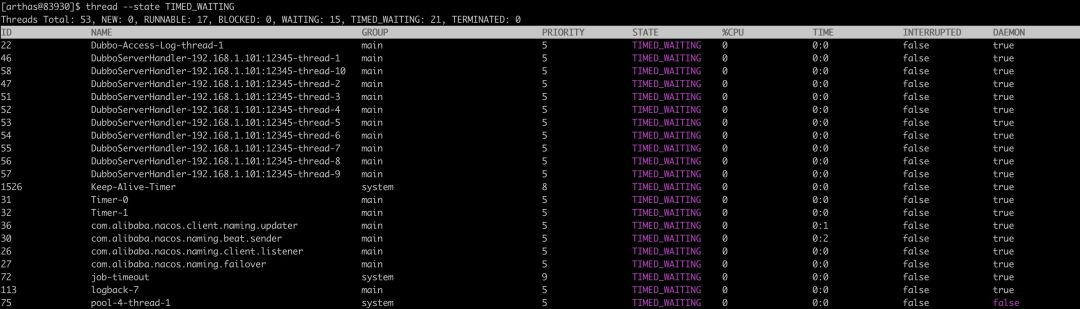 [arthas@83930]$ thread --state TIMED_WAITING
Threads Total: 53, NEW: 0, RUNNABLE: 17, BLOCKED: 0, WAITING: 15, TIMED_WAITING: 21, TERMINATED: 0
ID NAME GROUP PRIORITY STATE %CPU TIME INTERRUPTED DAEMON
22 Dubbo-Access-Log-thread-1 main 5 TIMED_WAITING 0 0:0 false true
46 DubboServerHandler-192.168.1.101:12345-thread-1 main 5 TIMED_WAITING 0 0:0 false true
58 DubboServerHandler-192.168.1.101:12345-thread-10 main 5 TIMED_WAITING 0 0:0 false true
47 DubboServerHandler-192.168.1.101:12345-thread-2 main 5 TIMED_WAITING 0 0:0 false true
51 DubboServerHandler-192.168.1.101:12345-thread-3 main 5 TIMED_WAITING 0 0:0 false true
52 DubboServerHandler-192.168.1.101:12345-thread-4 main 5 TIMED_WAITING 0 0:0 false true
53 DubboServerHandler-192.168.1.101:12345-thread-5 main 5 TIMED_WAITING 0 0:0 false true
54 DubboServerHandler-192.168.1.101:12345-thread-6 main 5 TIMED_WAITING 0 0:0 false true
55 DubboServerHandler-192.168.1.101:12345-thread-7 main 5 TIMED_WAITING 0 0:0 false true
56 DubboServerHandler-192.168.1.101:12345-thread-8 main 5 TIMED_WAITING 0 0:0 false true
57 DubboServerHandler-192.168.1.101:12345-thread-9 main 5 TIMED_WAITING 0 0:0 false true
1526 Keep-Alive-Timer system 8 TIMED_WAITING 0 0:0 false true
31 Timer-0 main 5 TIMED_WAITING 0 0:0 false true
32 Timer-1 main 5 TIMED_WAITING 0 0:0 false true
36 com.alibaba.nacos.client.naming.updater main 5 TIMED_WAITING 0 0:1 false true
30 com.alibaba.nacos.naming.beat.sender main 5 TIMED_WAITING 0 0:2 false true
26 com.alibaba.nacos.naming.client.listener main 5 TIMED_WAITING 0 0:0 false true
27 com.alibaba.nacos.naming.failover main 5 TIMED_WAITING 0 0:0 false true
72 job-timeout system 9 TIMED_WAITING 0 0:0 false true
113 logback-7 main 5 TIMED_WAITING 0 0:0 false true
75 pool-4-thread-1 system 5 TIMED_WAITING 0 0:0 false false